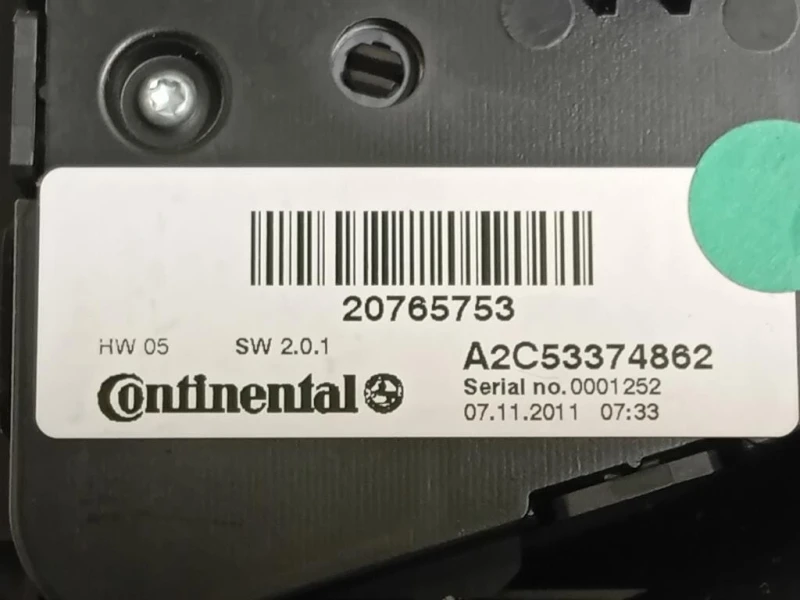 20765753
HW 05 SW 2.0.1 A2C53374862
Continental Serial no.0001252
07.11.2011 07:33